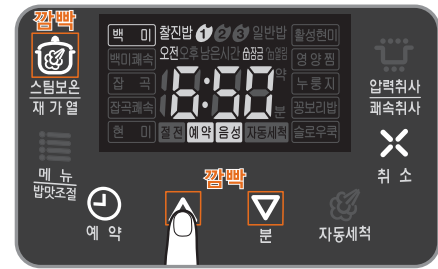 깜빡
백 미 찰진밥 1 2 3 일반밥 활성현미
백미쾌속 오전 오후 남은시간 잠금 눌림 영양찜
잡 곡 6:50 약 누룽지
잡곡쾌속 분 꽁보리밥
현 미 절전 예약 음성 자동세척 슬로우쿡
스팀보온
재가열
압력취사
쾌속취사
메 뉴
밥맛조절
취 소
깜빡
예 약
분
자동세척